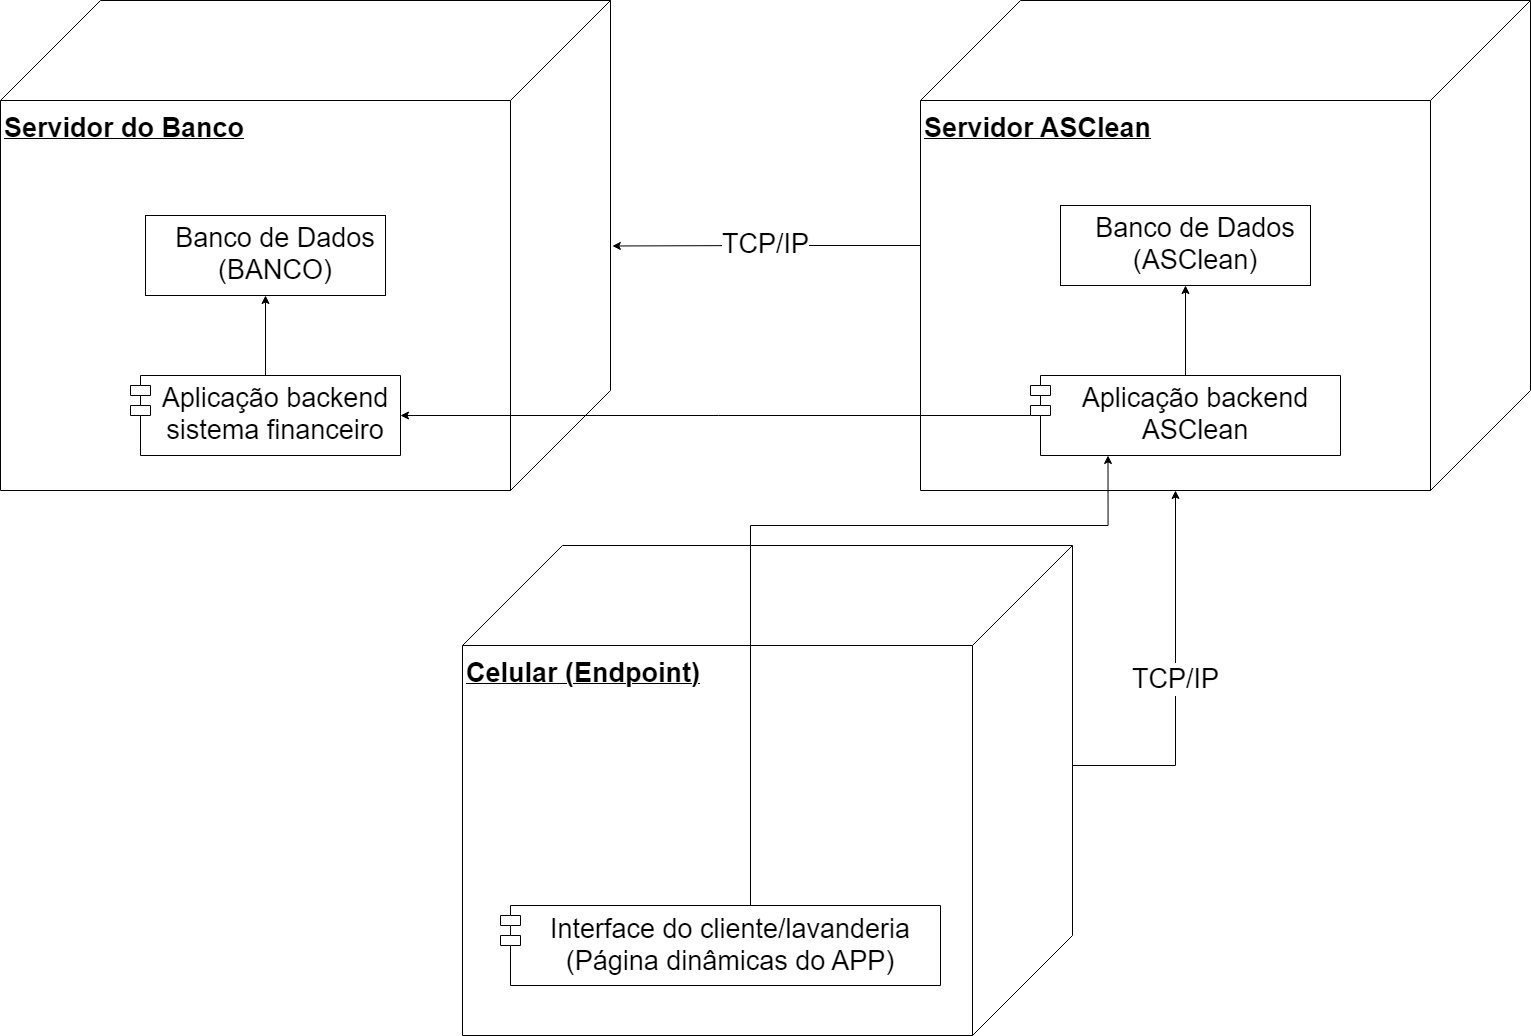 Servidor do Banco
Banco de Dados
(BANCO)
Aplicação backend
sistema financeiro
TCP/IP
Servidor ASClean
Banco de Dados
(ASClean)
Aplicação backend
ASClean
Celular (Endpoint)
TCP/IP
Interface do cliente/lavanderia
(Página dinâmicas do APP)